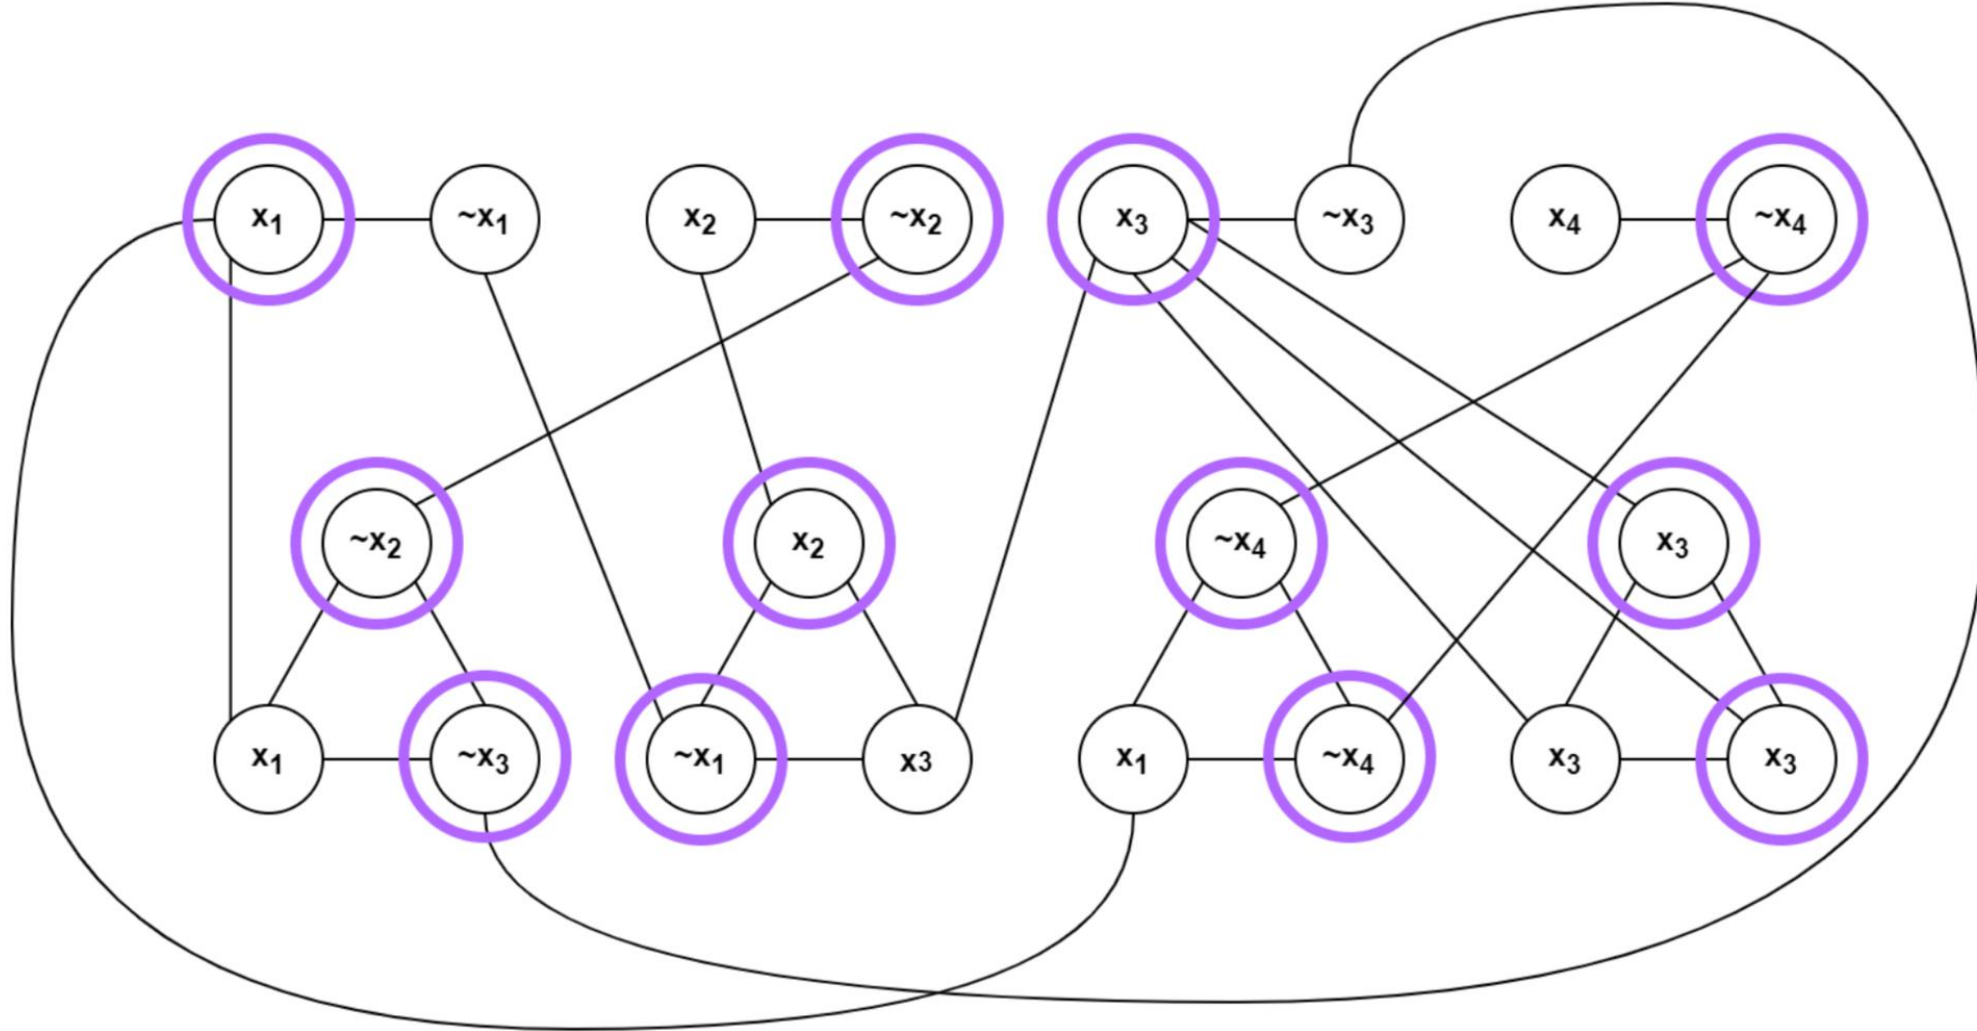 x₁ ~x₁ x₂ ~x₂ x₃ ~x₃ x₄ ~x₄
~x₂ x₂ ~x₄ x₃
x₁ ~x₃ ~x₁ x3 x₁ ~x₄ x₃ x₃